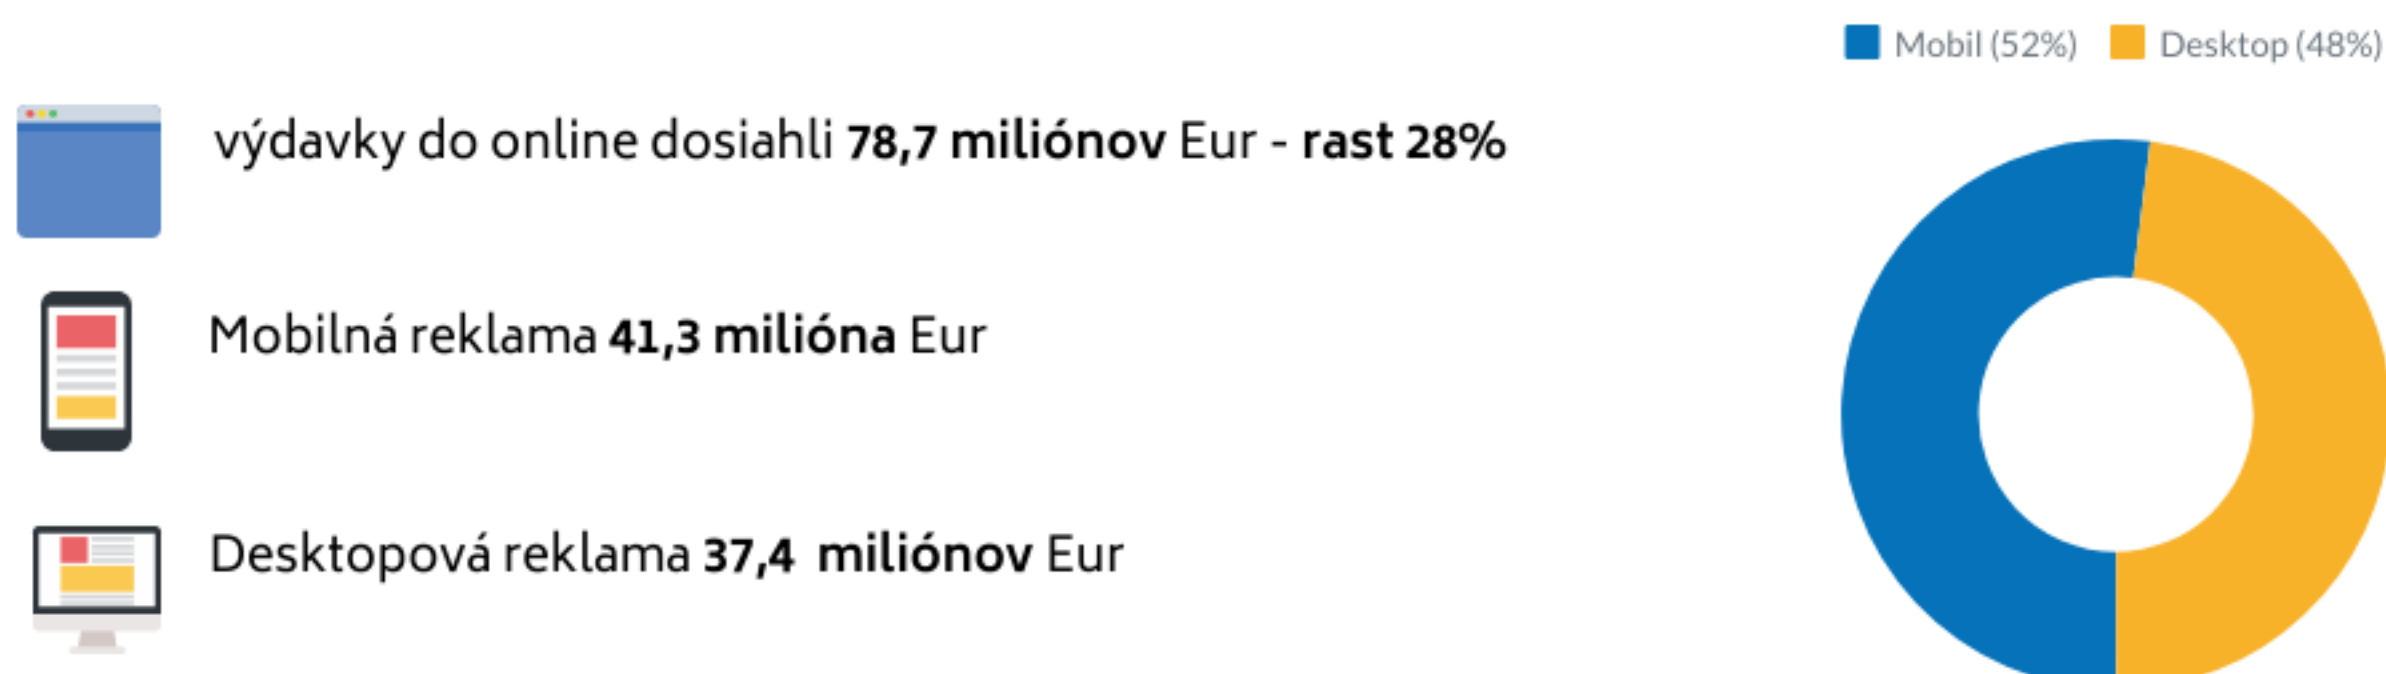 Mobil (52%) Desktop (48%)
výdavky do online dosiahli 78,7 miliónov Eur - rast 28%
Mobilná reklama 41,3 milióna Eur
Desktopová reklama 37,4 miliónov Eur